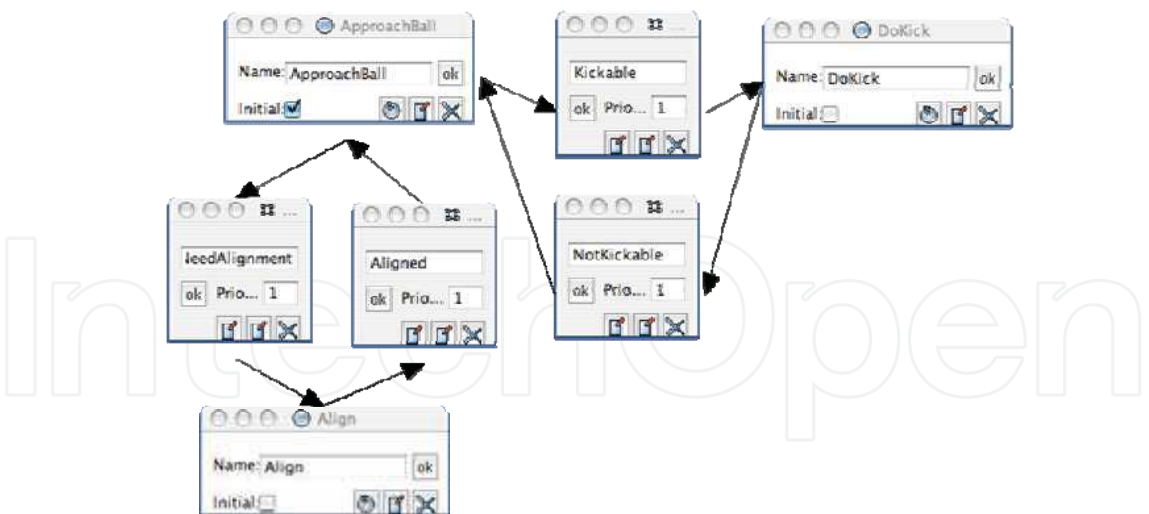 ApproachBall
Name: ApproachBall ok
Initial:
...
Kickable
ok Prio... 1
DoKick
Name: DoKick ok
Initial:
...
leedAlignment
ok Prio... 1
...
Aligned
ok Prio... 1
...
NotKickable
ok Prio... 1
Align
Name: Align ok
Initial:
IntechOpen